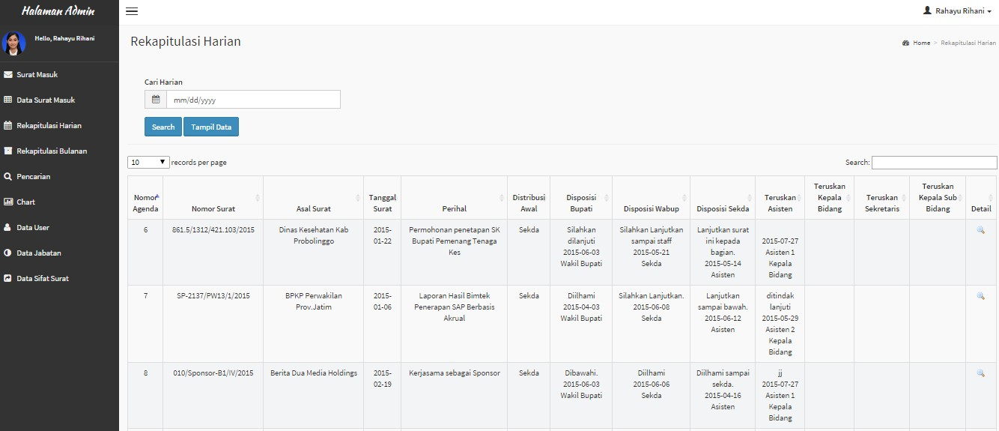 Halaman Admin
Rahayu Rihani
Hello, Rahayu Rihani
Surat Masuk
Data Surat Masuk
Rekapitulasi Harian
Rekapitulasi Bulanan
Pencarian
Chart
Data User
Data Jabatan
Data Sifat Surat
Rekapitulasi Harian
Home > Rekapitulasi Harian
Cari Harian
mm/dd/yyyy
Search
Tampil Data
10
records per page
Search:
Nomor
Agenda
Nomor Surat
Asal Surat
Tanggal
Surat
Perihal
Distribusi
Awal
Disposisi
Bupati
Disposisi Wabup
Disposisi Sekda
Teruskan
Asisten
Teruskan
Kepala
Bidang
Teruskan
Sekretaris
Teruskan
Kepala Sub
Bidang
Detail
6
861.5/1312/421.103/2015
Dinas Kesehatan Kab
Probolinggo
2015-
01-22
Permohonan penetapan SK
Bupati Pemenang Tenaga
Kes
Sekda
Silahkan
dilanjuti
2015-06-03
Wakil Bupati
Silahkan Lanjutkan
sampai staff
2015-05-21
Sekda
Lanjutkan surat
ini kepada
bagian.
2015-05-14
Asisten
2015-07-27
Asisten 1
Kepala
Bidang
7
SP-2137/PW13/1/2015
BPKP Perwakilan
Prov.Jatim
2015-
01-06
Laporan Hasil Bimtek
Penerapan SAP Berbasis
Akrual
Sekda
Diilhami
2015-04-03
Wakil Bupati
Silahkan Lanjutkan.
2015-06-08
Sekda
Lanjutkan
sampai bawah.
2015-06-12
Asisten
ditindak
lanjuti
2015-05-29
Asisten 2
Kepala
Bidang
8
010/Sponsor-B1/IV/2015
Berita Dua Media Holdings
2015-
02-19
Kerjasama sebagai Sponsor
Sekda
Dibawahi.
2015-06-03
Wakil Bupati
Diilhami
2015-06-06
Sekda
Diilhami sampai
sekda.
2015-04-16
Asisten
jj
2015-07-27
Asisten 1
Kepala
Bidang